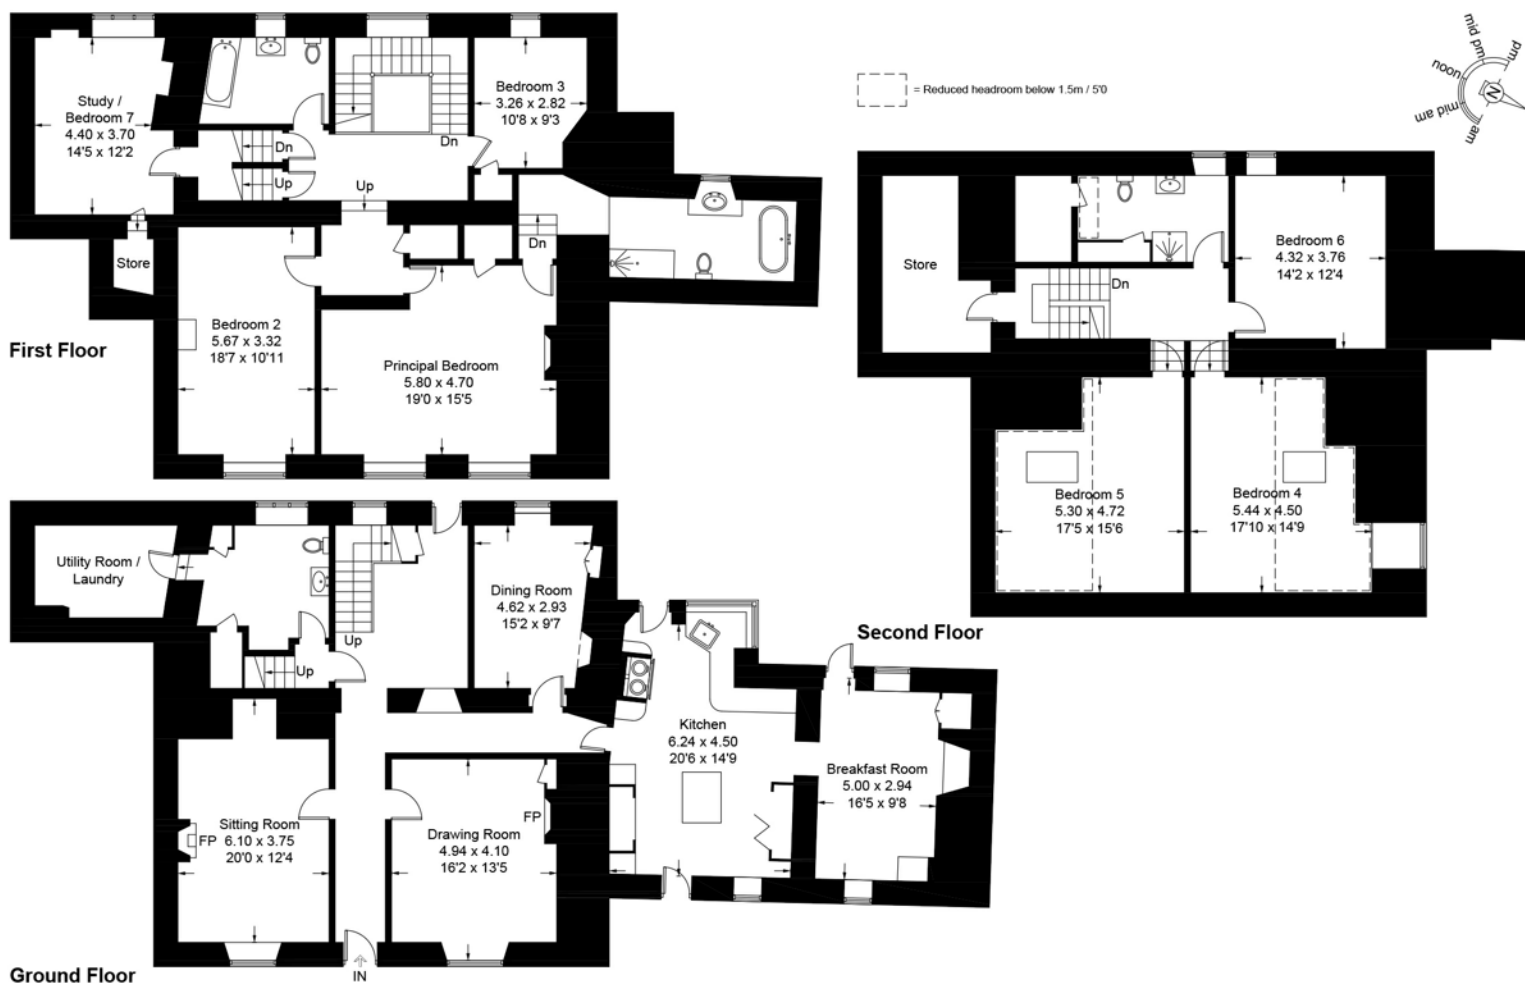 Study /
Bedroom 7
4.40 x 3.70
14'5 x 12'2
Dn
Up
Up
Bedroom 3
3.26 x 2.82
10'8 x 9'3
Dn
Dn
Store
Bedroom 2
5.67 x 3.32
18'7 x 10'11
Principal Bedroom
5.80 x 4.70
19'0 x 15'5
First Floor
= Reduced headroom below 1.5m / 5'0
pm
mid pm
noon
mid am
am
N
Store
Dn
Bedroom 6
4.32 x 3.76
14'2 x 12'4
Bedroom 5
5.30 x 4.72
17'5 x 15'6
Bedroom 4
5.44 x 4.50
17'10 x 14'9
Second Floor
Utility Room /
Laundry
Up
Up
Dining Room
4.62 x 2.93
15'2 x 9'7
Kitchen
6.24 x 4.50
20'6 x 14'9
Breakfast Room
5.00 x 2.94
16'5 x 9'8
Sitting Room
FP
6.10 x 3.75
20'0 x 12'4
FP
Drawing Room
4.94 x 4.10
16'2 x 13'5
IN
Ground Floor